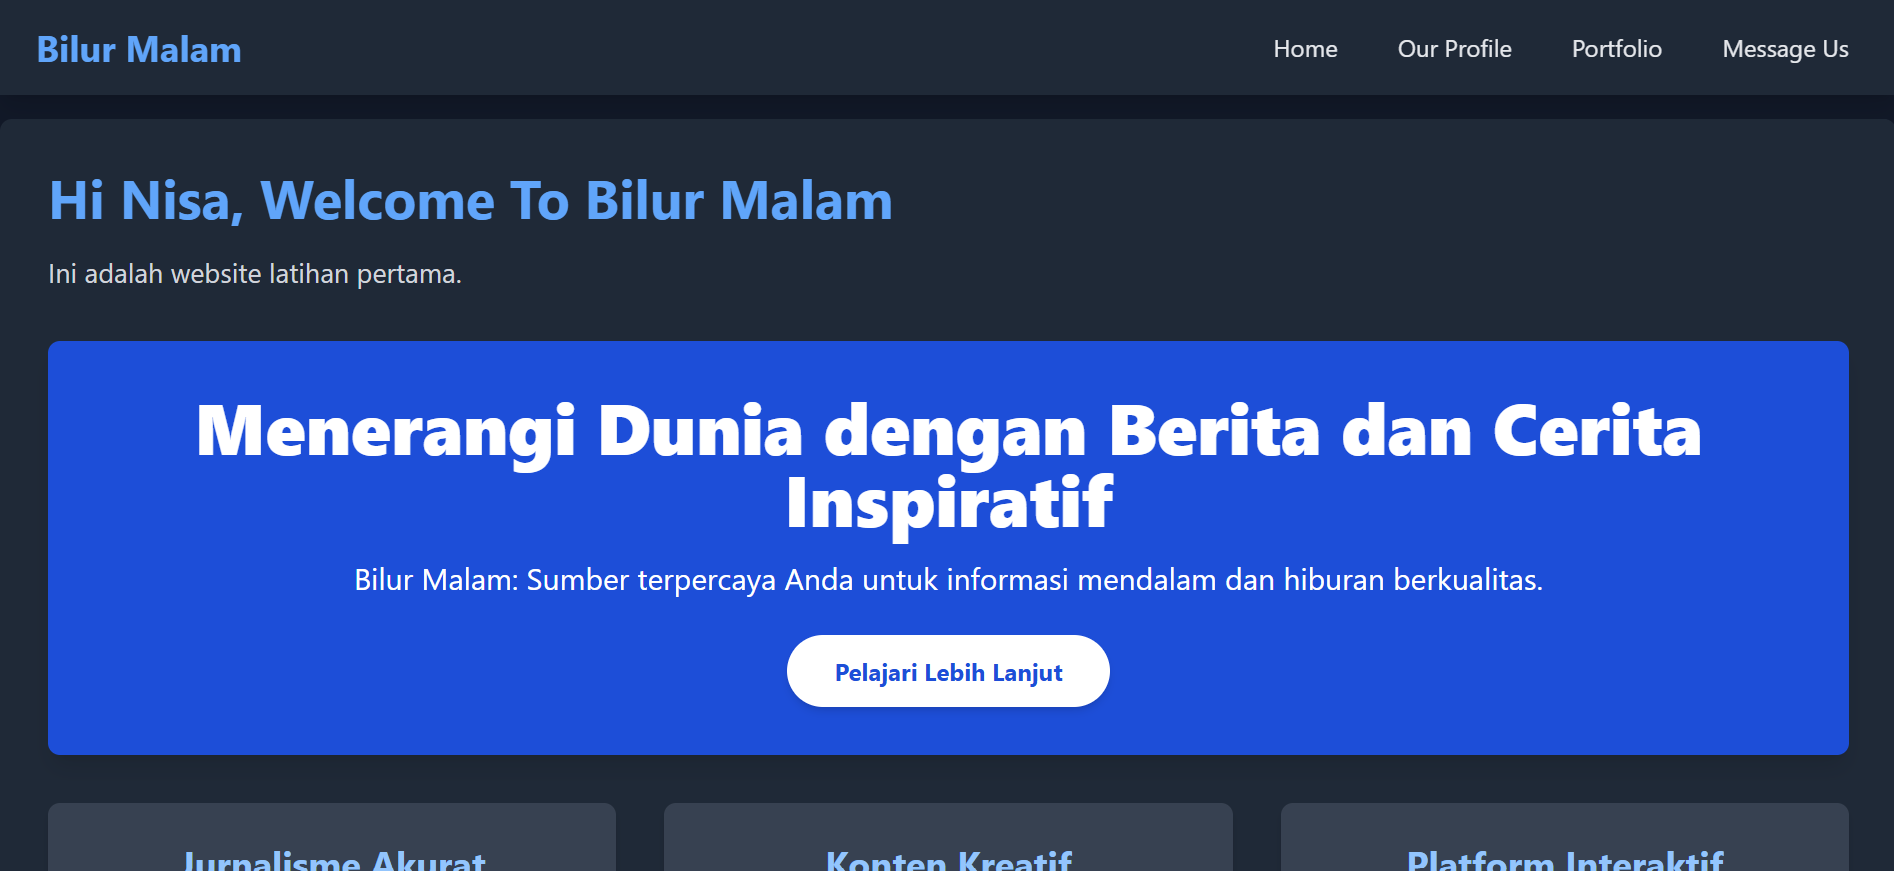 Bilur Malam
Home
Our Profile
Portfolio
Message Us
Hi Nisa, Welcome To Bilur Malam
Ini adalah website latihan pertama.
Menerangi Dunia dengan Berita dan Cerita
Inspiratif
Bilur Malam: Sumber terpercaya Anda untuk informasi mendalam dan hiburan berkualitas.
Pelajari Lebih Lanjut
Jurnalisme Akurat
Konten Kreatif
Platform Interaktif